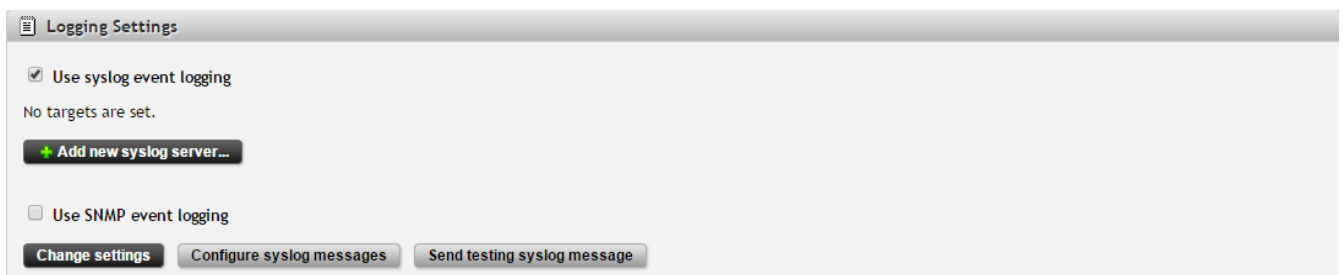 Logging Settings
Use syslog event logging
No targets are set.
Add new syslog server...
Use SNMP event logging
Change settings Configure syslog messages Send testing syslog message